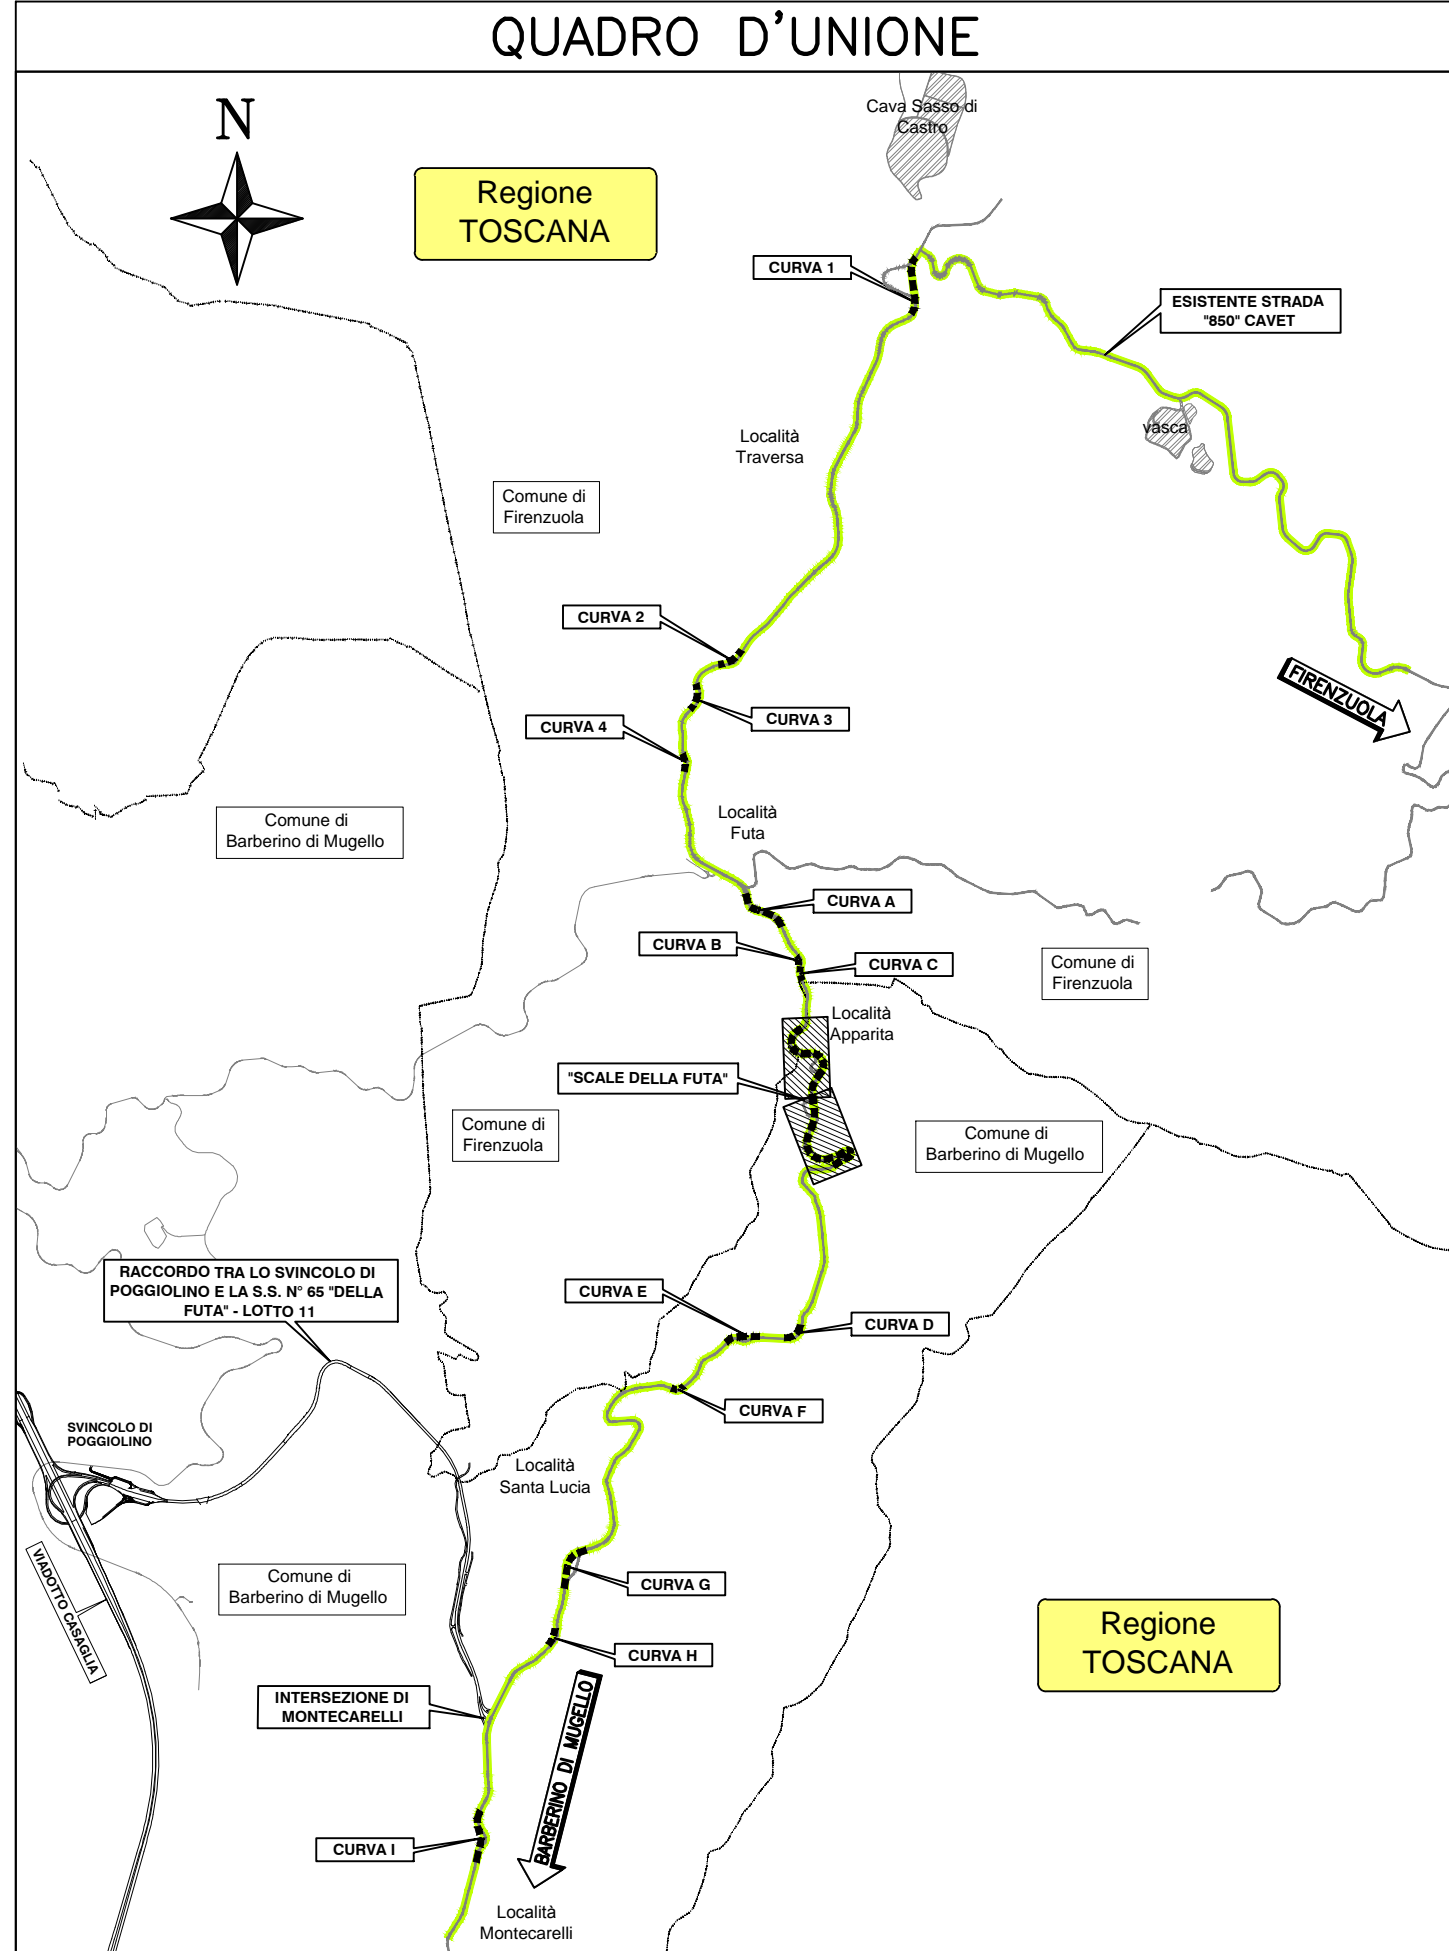 QUADRO D'UNIONE
Cava Sasso di
Castro
N
Regione
TOSCANA
CURVA 1
ESISTENTE STRADA
"850" CAVET
vasca
Località
Traversa
Comune di
Firenzuola
CURVA 2
FIRENZUOLA
CURVA 3
CURVA 4
Comune di
Barberino di Mugello
Località
Futa
CURVA A
CURVA B
CURVA C
Comune di
Firenzuola
Località
Apparita
"SCALE DELLA FUTA"
Comune di
Firenzuola
Comune di
Barberino di Mugello
RACCORDO TRA LO SVINCOLO DI
POGGIOLINO E LA S.S. N° 65 "DELLA
FUTA" - LOTTO 11
CURVA E
CURVA D
CURVA F
SVINCOLO DI
POGGIOLINO
Località
Santa Lucia
VIADOTTO CASAGLIA
Comune di
Barberino di Mugello
CURVA G
Regione
TOSCANA
CURVA H
INTERSEZIONE DI
MONTECARELLI
BARBERINO DI MUGELLO
CURVA I
Località
Montecarelli